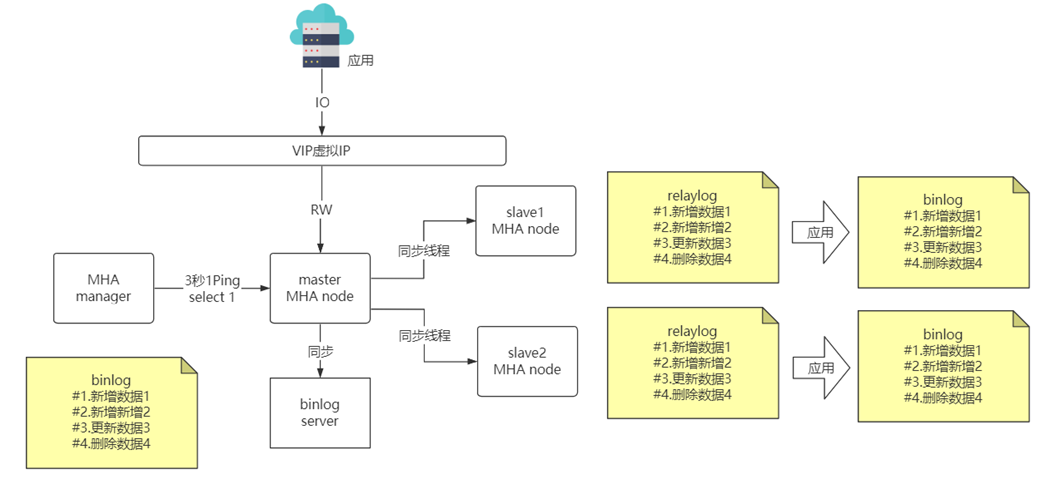 应用
IO
VIP虚拟IP
RW
slave1
MHA node
同步线程
MHA
manager
3秒1Ping
select 1
master
MHA node
同步线程
slave2
MHA node
同步
binlog
server
binlog
#1.新增数据1
#2.新增新增2
#3.更新数据3
#4.删除数据4
relaylog
#1.新增数据1
#2.新增新增2
#3.更新数据3
#4.删除数据4
应用
binlog
#1.新增数据1
#2.新增新增2
#3.更新数据3
#4.删除数据4
relaylog
#1.新增数据1
#2.新增新增2
#3.更新数据3
#4.删除数据4
应用
binlog
#1.新增数据1
#2.新增新增2
#3.更新数据3
#4.删除数据4